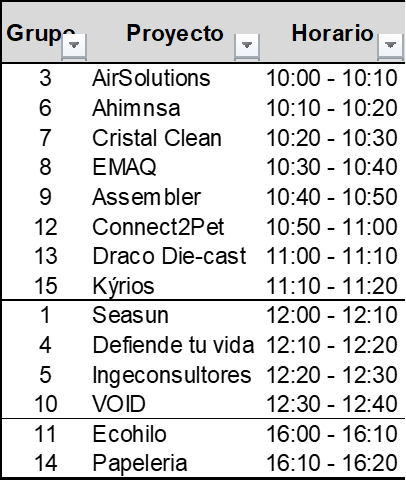 Grupo Proyecto Horario
3 AirSolutions 10:00 - 10:10
6 Ahimnsa 10:10 - 10:20
7 Cristal Clean 10:20 - 10:30
8 EMAQ 10:30 - 10:40
9 Assembler 10:40 - 10:50
12 Connect2Pet 10:50 - 11:00
13 Draco Die-cast 11:00 - 11:10
15 Kýrios 11:10 - 11:20
1 Seasun 12:00 - 12:10
4 Defiende tu vida 12:10 - 12:20
5 Ingeconsultores 12:20 - 12:30
10 VOID 12:30 - 12:40
11 Ecohilo 16:00 - 16:10
14 Papeleria 16:10 - 16:20